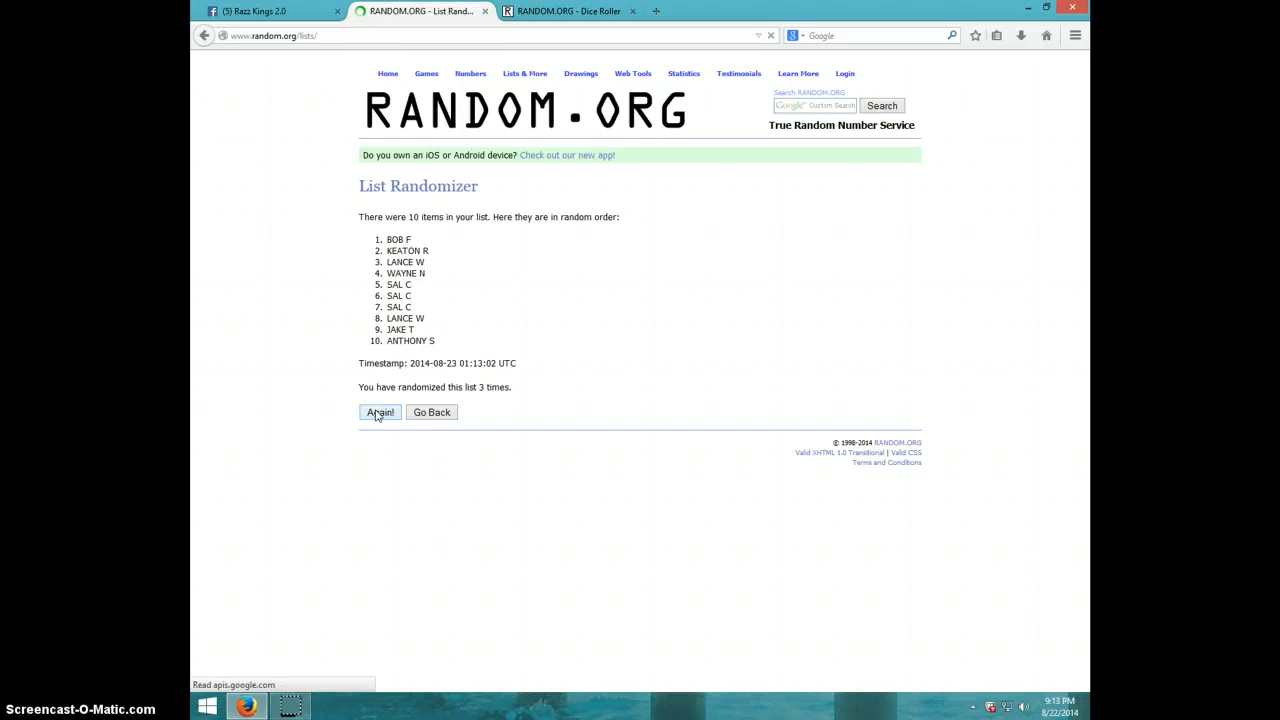 (5) Razz Kings 2.0
RANDOM.ORG - List Rand...
RANDOM.ORG - Dice Roller
www.random.org/lists/
Google
Home Games Numbers Lists & More Drawings Web Tools Statistics Testimonials Learn More Login
RANDOM.ORG
Search RANDOM.ORG
Google™ Custom Search
Search
True Random Number Service
Do you own an iOS or Android device? Check out our new app!
List Randomizer
There were 10 items in your list. Here they are in random order:
1. BOB F
2. KEATON R
3. LANCE W
4. WAYNE N
5. SAL C
6. SAL C
7. SAL C
8. LANCE W
9. JAKE T
10. ANTHONY S
Timestamp: 2014-08-23 01:13:02 UTC
You have randomized this list 3 times.
Again! Go Back
© 1998-2014 RANDOM.ORG
Valid XHTML 1.0 Transitional | Valid CSS
Terms and Conditions
Read apis.google.com
9:13 PM
8/22/2014
Screencast-O-Matic.com